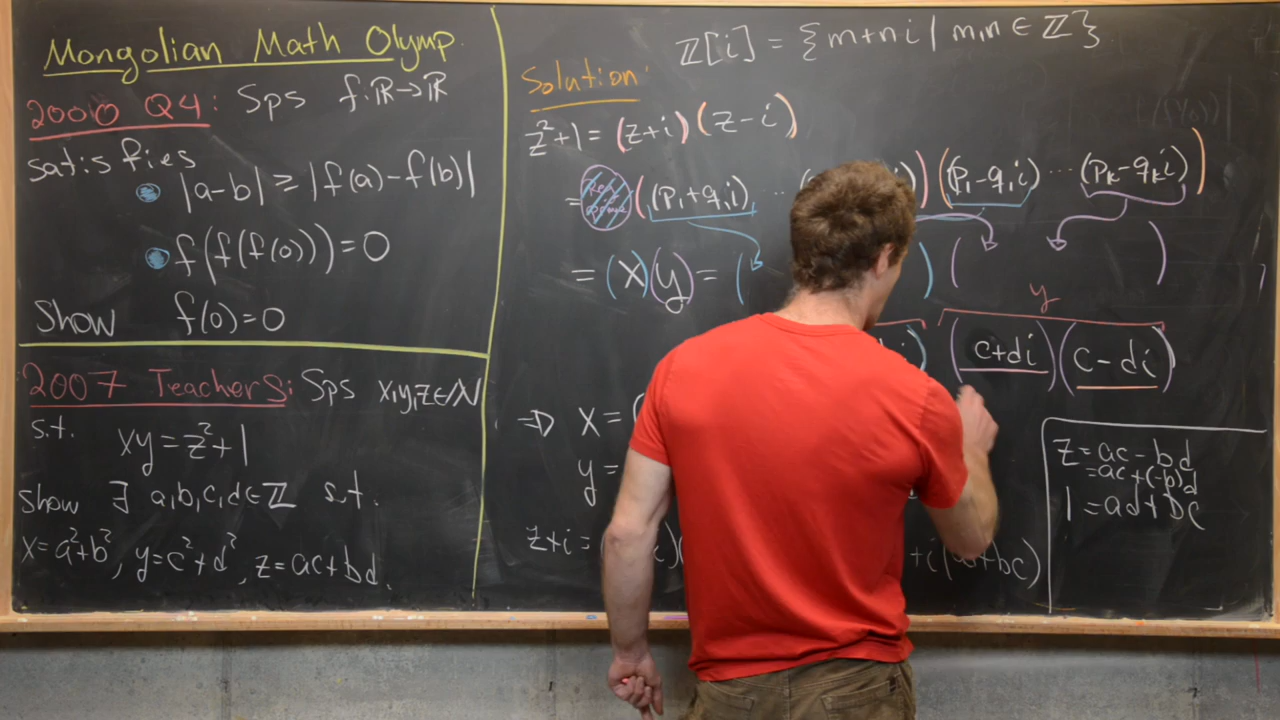 Mongolian Math Olymp.
2000 Q4: Sps f:ℝ→ℝ
satisfies
|a-b| ≥ |f(a)-f(b)|
f(f(f(0)))=0
Show f(0)=0
2007 Teachers: Sps x,y,z∈ℕ
s.t. xy=z²+1
Show ∃ a,b,c,d∈ℤ s.t.
x=a²+b², y=c²+d², z=ac+bd.
ℤ[i] = {m+ni | m,n ∈ ℤ}
Solution:
z²+1 = (z+i)(z-i)
= ((p₁+q₁i) ... )((p₁-q₁i) ... (pₖ-qₖi))
= (x)(y) = ( ) ( )
y
i) (c+di)(c-di)
⇒ x = (
y =
z+i = ( )( +i(ad+bc)
z=ac-bd
=ac+(-b)d
1=ad+bc